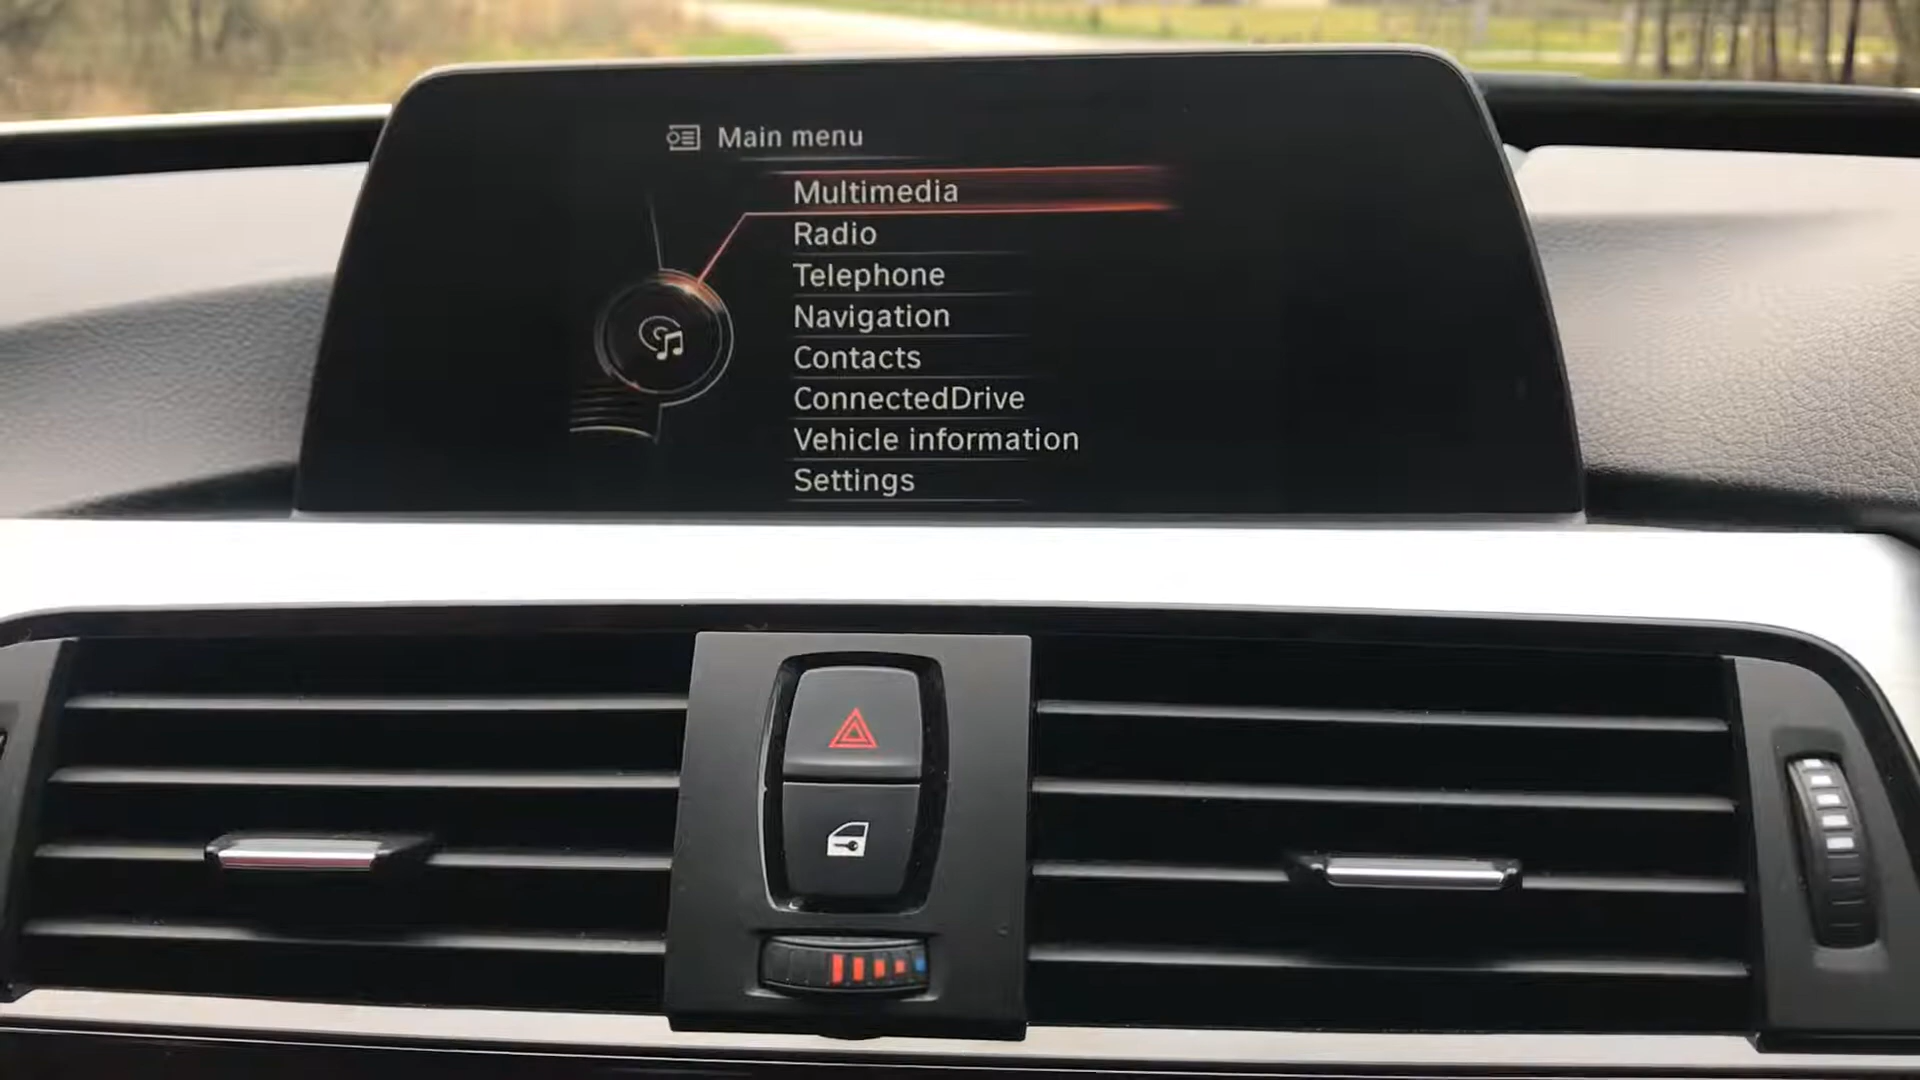 Main menu
Multimedia
Radio
Telephone
Navigation
Contacts
ConnectedDrive
Vehicle information
Settings